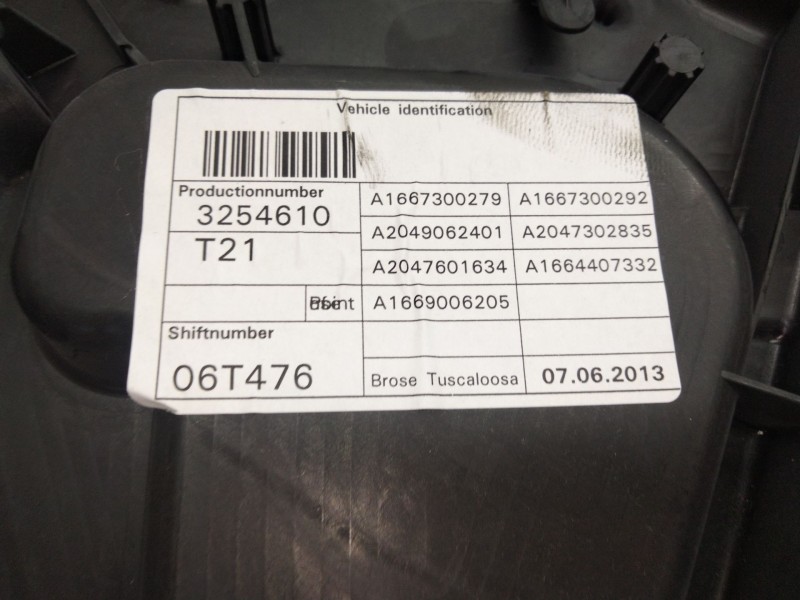 Vehicle identification
Productionnumber
3254610
T21
A1667300279 A1667300292
A2049062401 A2047302835
A2047601634 A1664407332
A1669006205
Shiftnumber
06T476
Brose Tuscaloosa 07.06.2013